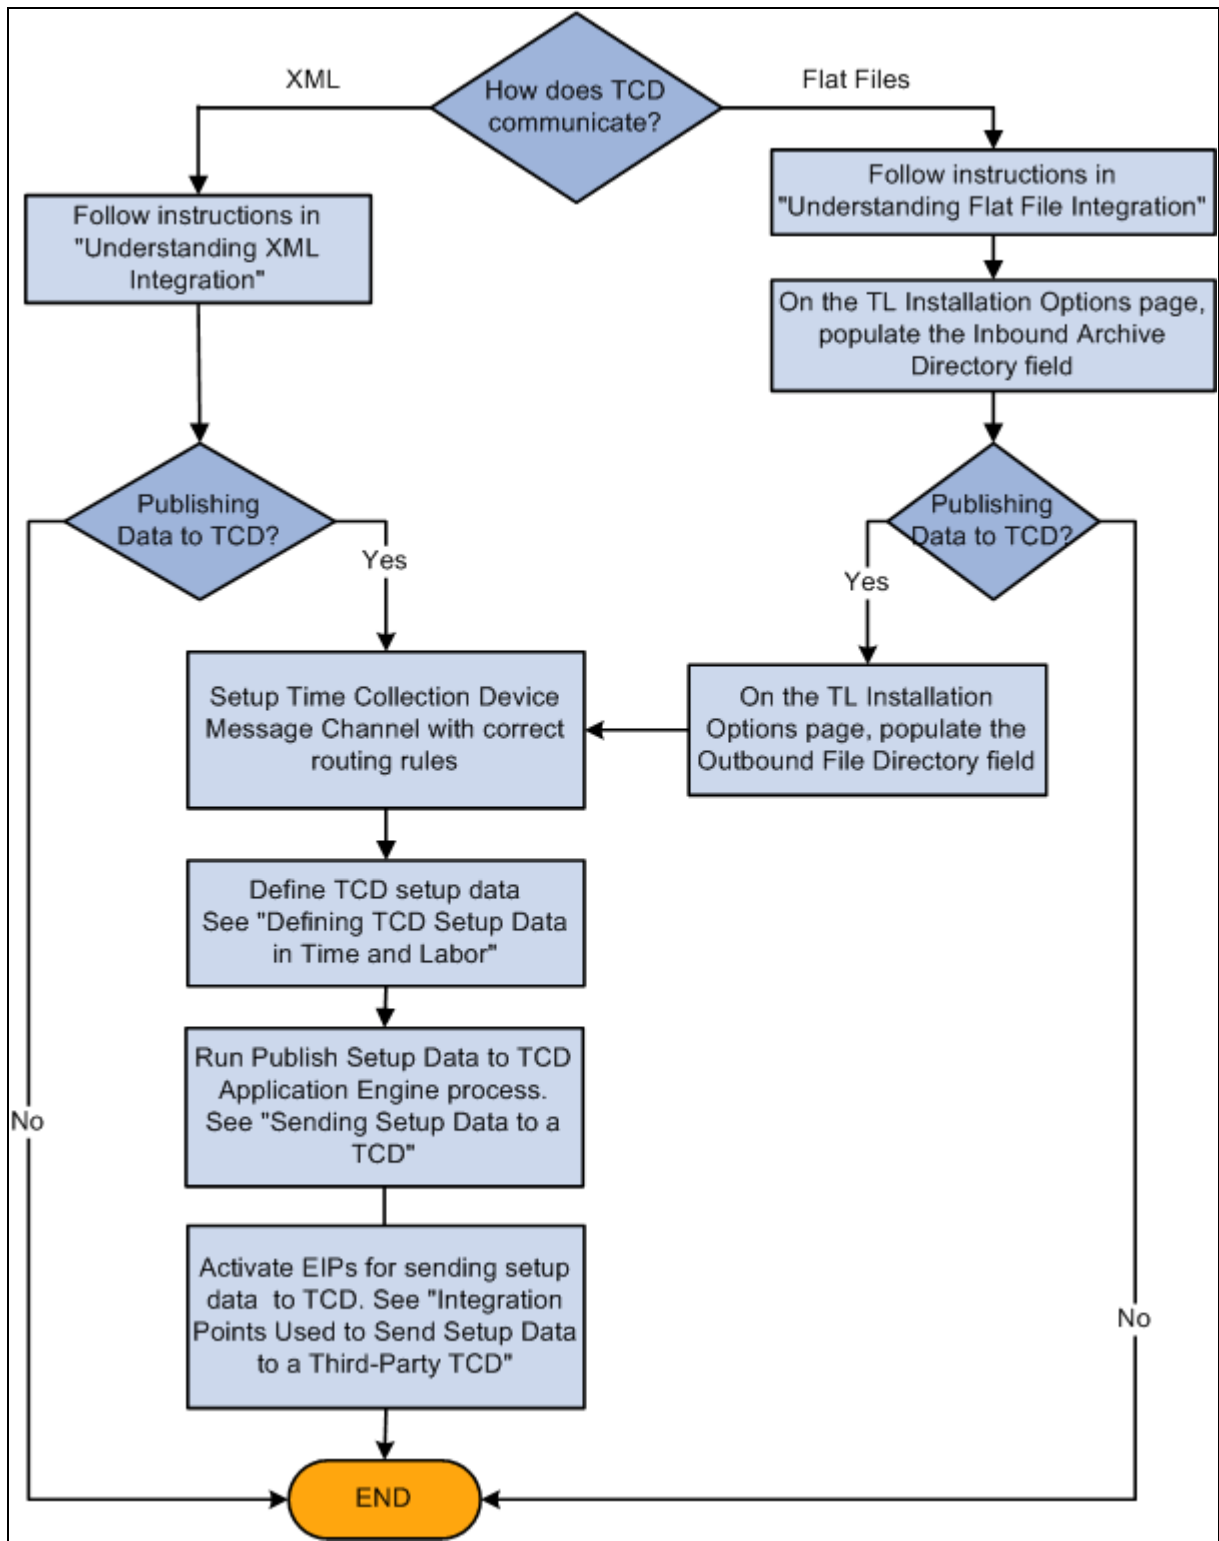 How does TCD
communicate?
XML
Flat Files
Follow instructions in
"Understanding XML
Integration"
Follow instructions in
"Understanding Flat File Integration"
On the TL Installation Options page,
populate the Inbound Archive
Directory field
Publishing
Data to TCD?
Publishing
Data to TCD?
Yes
Yes
Setup Time Collection Device
Message Channel with correct
routing rules
On the TL Installation
Options page, populate the
Outbound File Directory field
Define TCD setup data
See "Defining TCD Setup Data
in Time and Labor"
Run Publish Setup Data to TCD
Application Engine process.
See "Sending Setup Data to a
TCD"
No
Activate EIPs for sending setup
data to TCD. See "Integration
Points Used to Send Setup Data
to a Third-Party TCD"
No
END